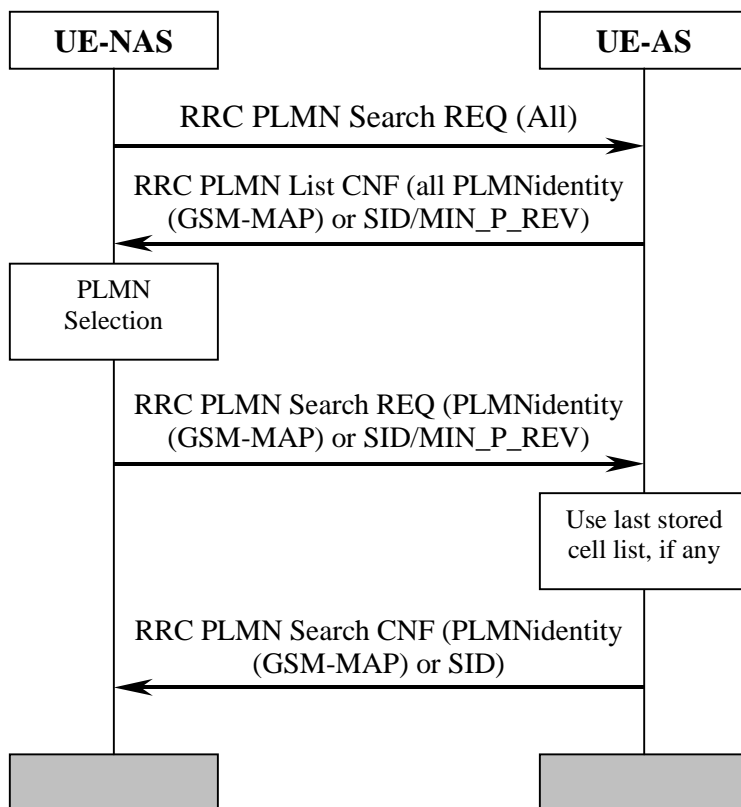 UE-NAS
UE-AS
RRC PLMN Search REQ (All)
RRC PLMN List CNF (all PLMNidentity
(GSM-MAP) or SID/MIN_P_REV)
PLMN
Selection
RRC PLMN Search REQ (PLMNidentity
(GSM-MAP) or SID/MIN_P_REV)
Use last stored
cell list, if any
RRC PLMN Search CNF (PLMNidentity
(GSM-MAP) or SID)